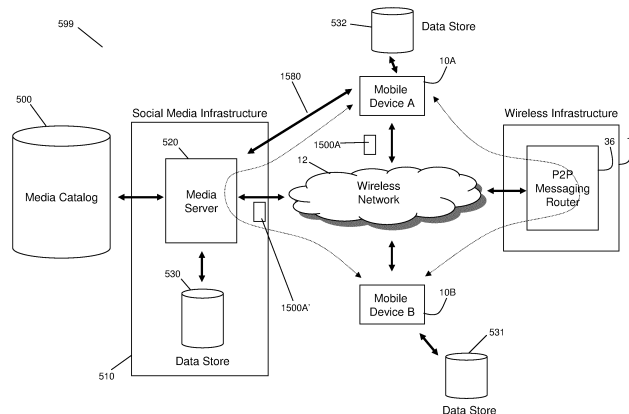 599
532
Data Store
10A
Mobile
Device A
500
Social Media Infrastructure
1580
Wireless Infrastructure
520
1500A
36
Media Catalog
Media
Server
12
Wireless
Network
P2P
Messaging
Router
530
1500A'
Mobile
Device B
10B
Data Store
531
510
Data Store